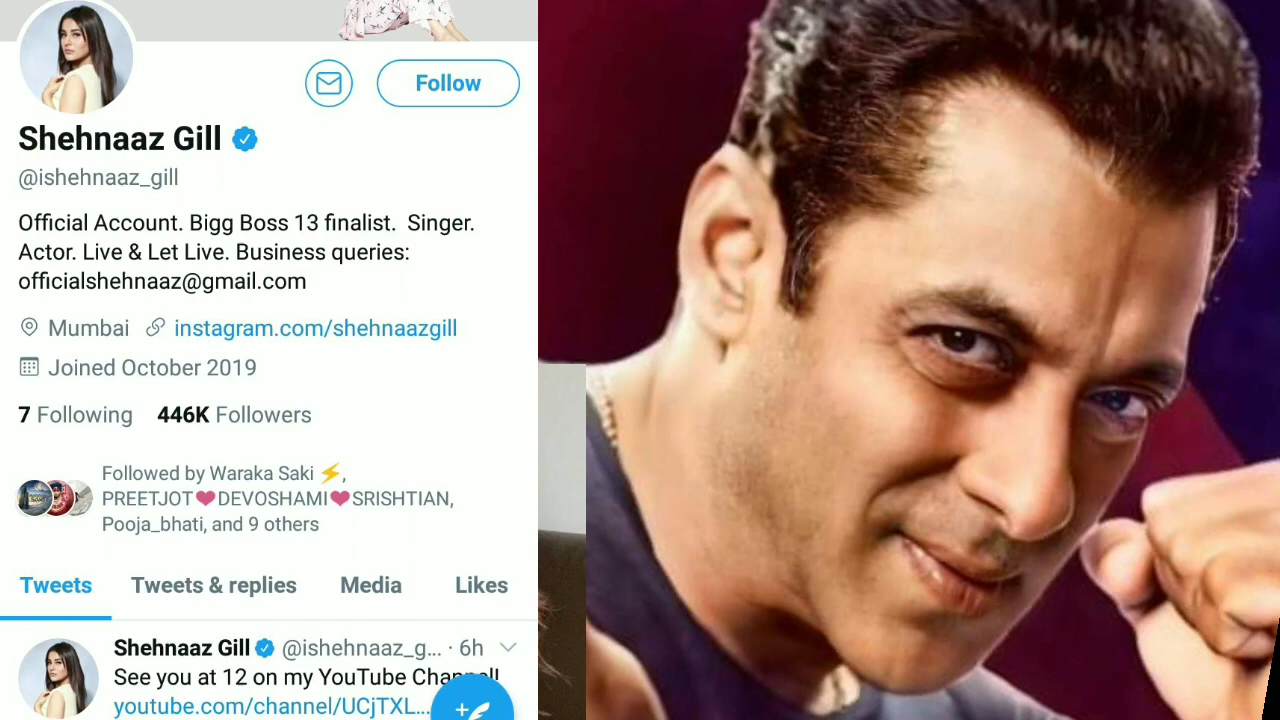 Follow
Shehnaaz Gill
@ishehnaaz_gill
Official Account. Bigg Boss 13 finalist. Singer.
Actor. Live & Let Live. Business queries:
officialshehnaaz@gmail.com
Mumbai instagram.com/shehnaazgill
Joined October 2019
7 Following 446K Followers
Followed by Waraka Saki ⚡,
PREETJOT❤DEVOSHAMI❤SRISHTIAN,
Pooja_bhati, and 9 others
Tweets Tweets & replies Media Likes
Shehnaaz Gill @ishehnaaz_g... · 6h
See you at 12 on my YouTube Channel!
youtube.com/channel/UCjTXL...